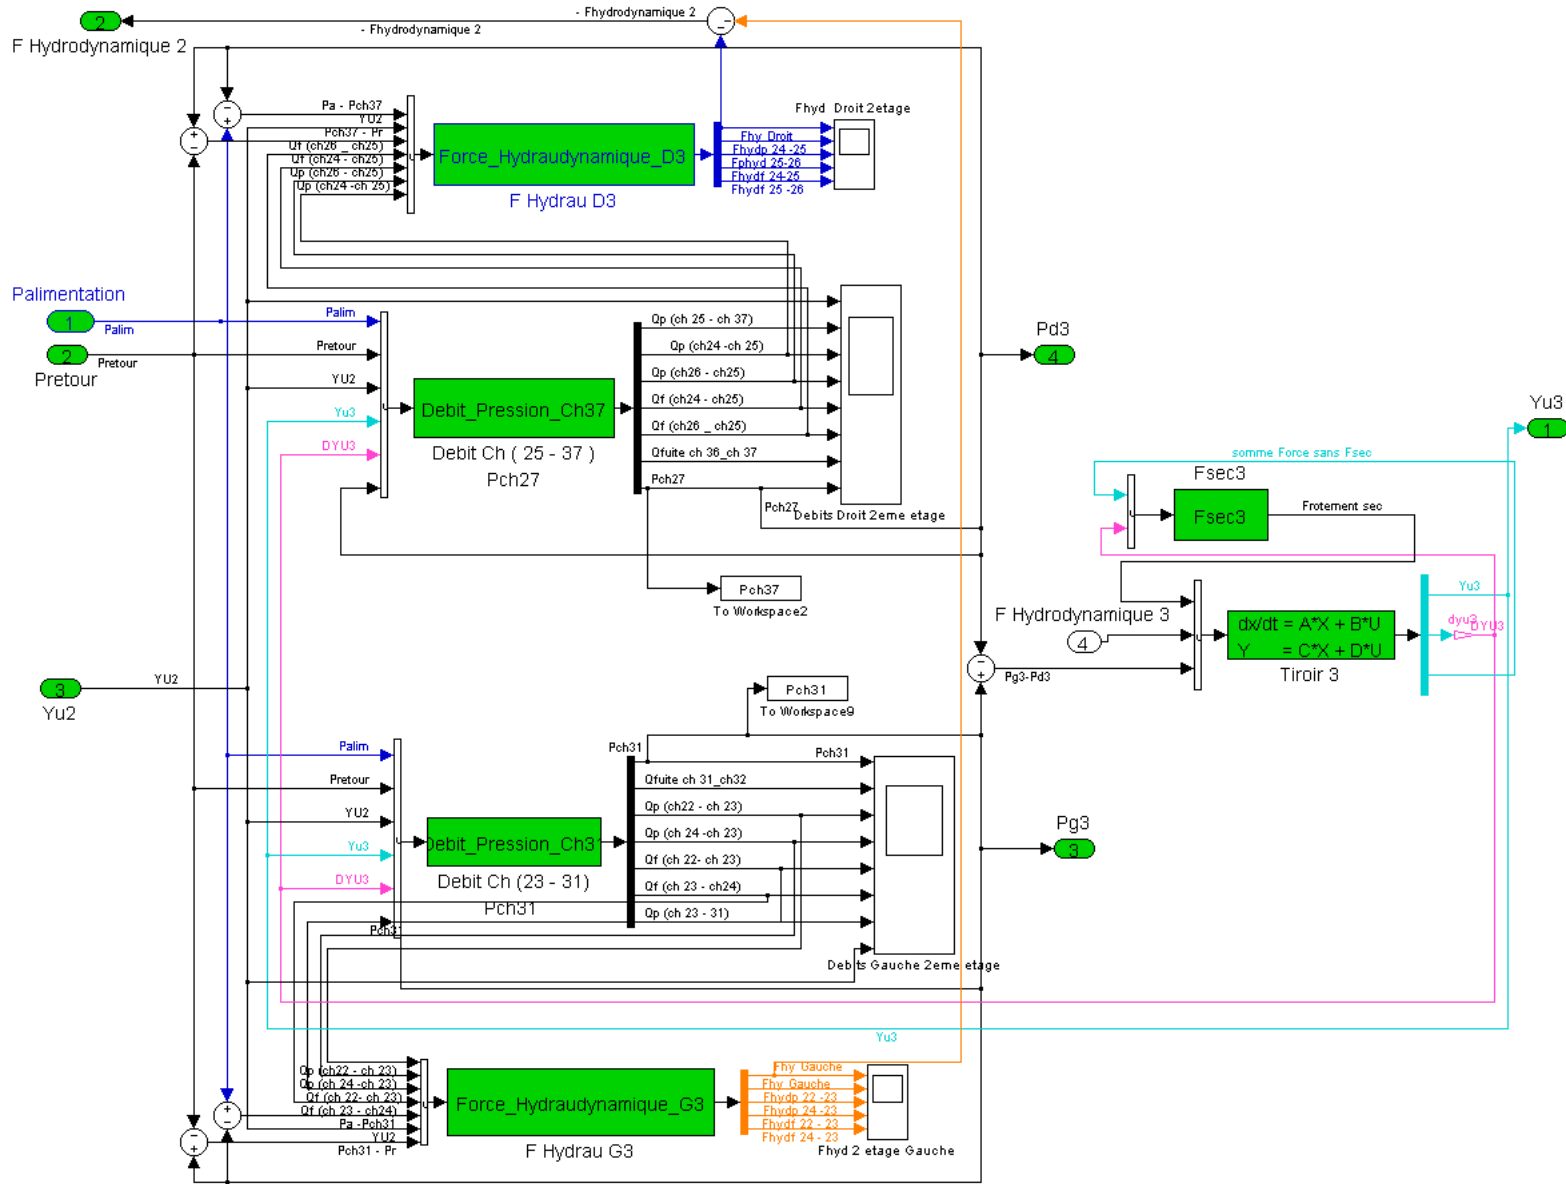 - Fhydrodynamique 2
- Fhydrodynamique 2
2
F Hydrodynamique 2
Pa - Pch37
YU2
Pch37 - Pr
Qf (ch26 _ ch25)
Qf (ch24 - ch25)
Qp (ch26 - ch25)
Qp (ch24 -ch 25)
Force_Hydraudynamique_D3
F Hydrau D3
Fhyd Droit 2etage
Fhy Droit
Fhydp 24 -25
Fphyd 25-26
Fhydf 24-25
Fhydf 25 -26
Palimentation
1
Palim
2
Pretour
Pretour
Palim
Pretour
YU2
Yu3
DYU3
Debit_Pression_Ch37
Debit Ch ( 25 - 37 )
Pch27
Qp (ch 25 - ch 37)
Qp (ch24 -ch 25)
Qp (ch26 - ch25)
Qf (ch24 - ch25)
Qf (ch26 _ ch25)
Qfuite ch 36_ch 37
Pch27
Pch27
Debits Droit 2eme etage
Pch37
To Workspace2
Pd3
4
Yu3
1
somme Force sans Fsec
Fsec3
Fsec3
Frotement sec
F Hydrodynamique 3
4
Pg3-Pd3
dx/dt = A*X + B*U
Y = C*X + D*U
Tiroir 3
Yu3
dyu3
DYU3
3
YU2
Yu2
Pch31
To Workspace9
Palim
Pretour
YU2
Yu3
DYU3
Pch31
Debit_Pression_Ch31
Debit Ch (23 - 31)
Pch31
Pch31
Pch31
Qfuite ch 31_ch32
Qp (ch22 - ch 23)
Qp (ch 24 -ch 23)
Qf (ch 22- ch 23)
Qf (ch 23 - ch24)
Qp (ch 23 - 31)
Debits Gauche 2eme etage
Pg3
3
Yu3
Qp (ch22 - ch 23)
Qp (ch 24 -ch 23)
Qf (ch 22- ch 23)
Qf (ch 23 - ch24)
Pa -Pch31
YU2
Pch31 - Pr
Force_Hydraudynamique_G3
F Hydrau G3
Fhy Gauche
Fhy Gauche
Fhydp 22 -23
Fhydp 24 -23
Fhydf 22 - 23
Fhydf 24 - 23
Fhyd 2 etage Gauche